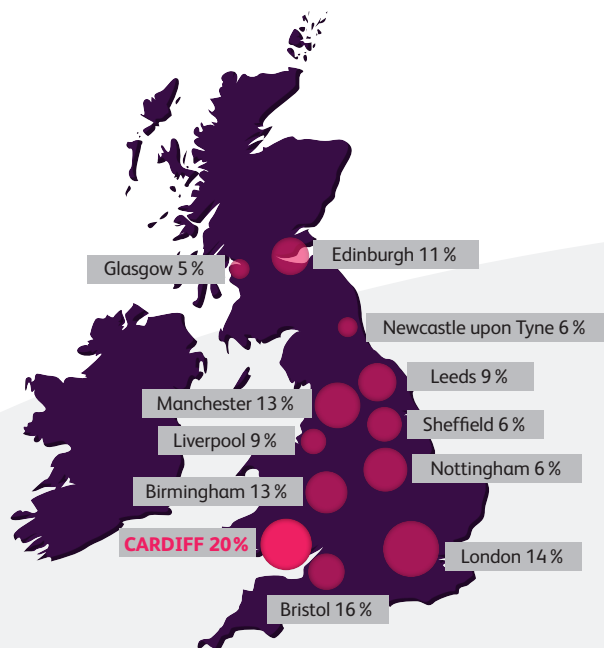 Edinburgh 11 %
Glasgow 5 %
Newcastle upon Tyne 6 %
Leeds 9 %
Manchester 13 %
Sheffield 6 %
Liverpool 9 %
Nottingham 6 %
Birmingham 13 %
CARDIFF 20%
London 14 %
Bristol 16 %